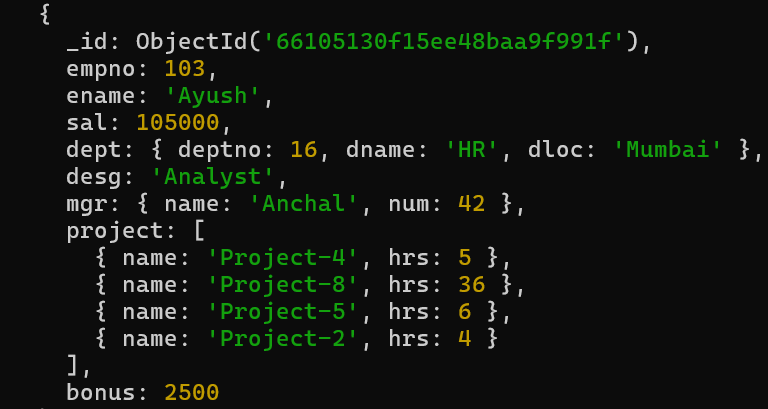 {
  _id: ObjectId('66105130f15ee48baa9f991f'),
  empno: 103,
  ename: 'Ayush',
  sal: 105000,
  dept: { deptno: 16, dname: 'HR', dloc: 'Mumbai' },
  desg: 'Analyst',
  mgr: { name: 'Anchal', num: 42 },
  project: [
    { name: 'Project-4', hrs: 5 },
    { name: 'Project-8', hrs: 36 },
    { name: 'Project-5', hrs: 6 },
    { name: 'Project-2', hrs: 4 }
  ],
  bonus: 2500